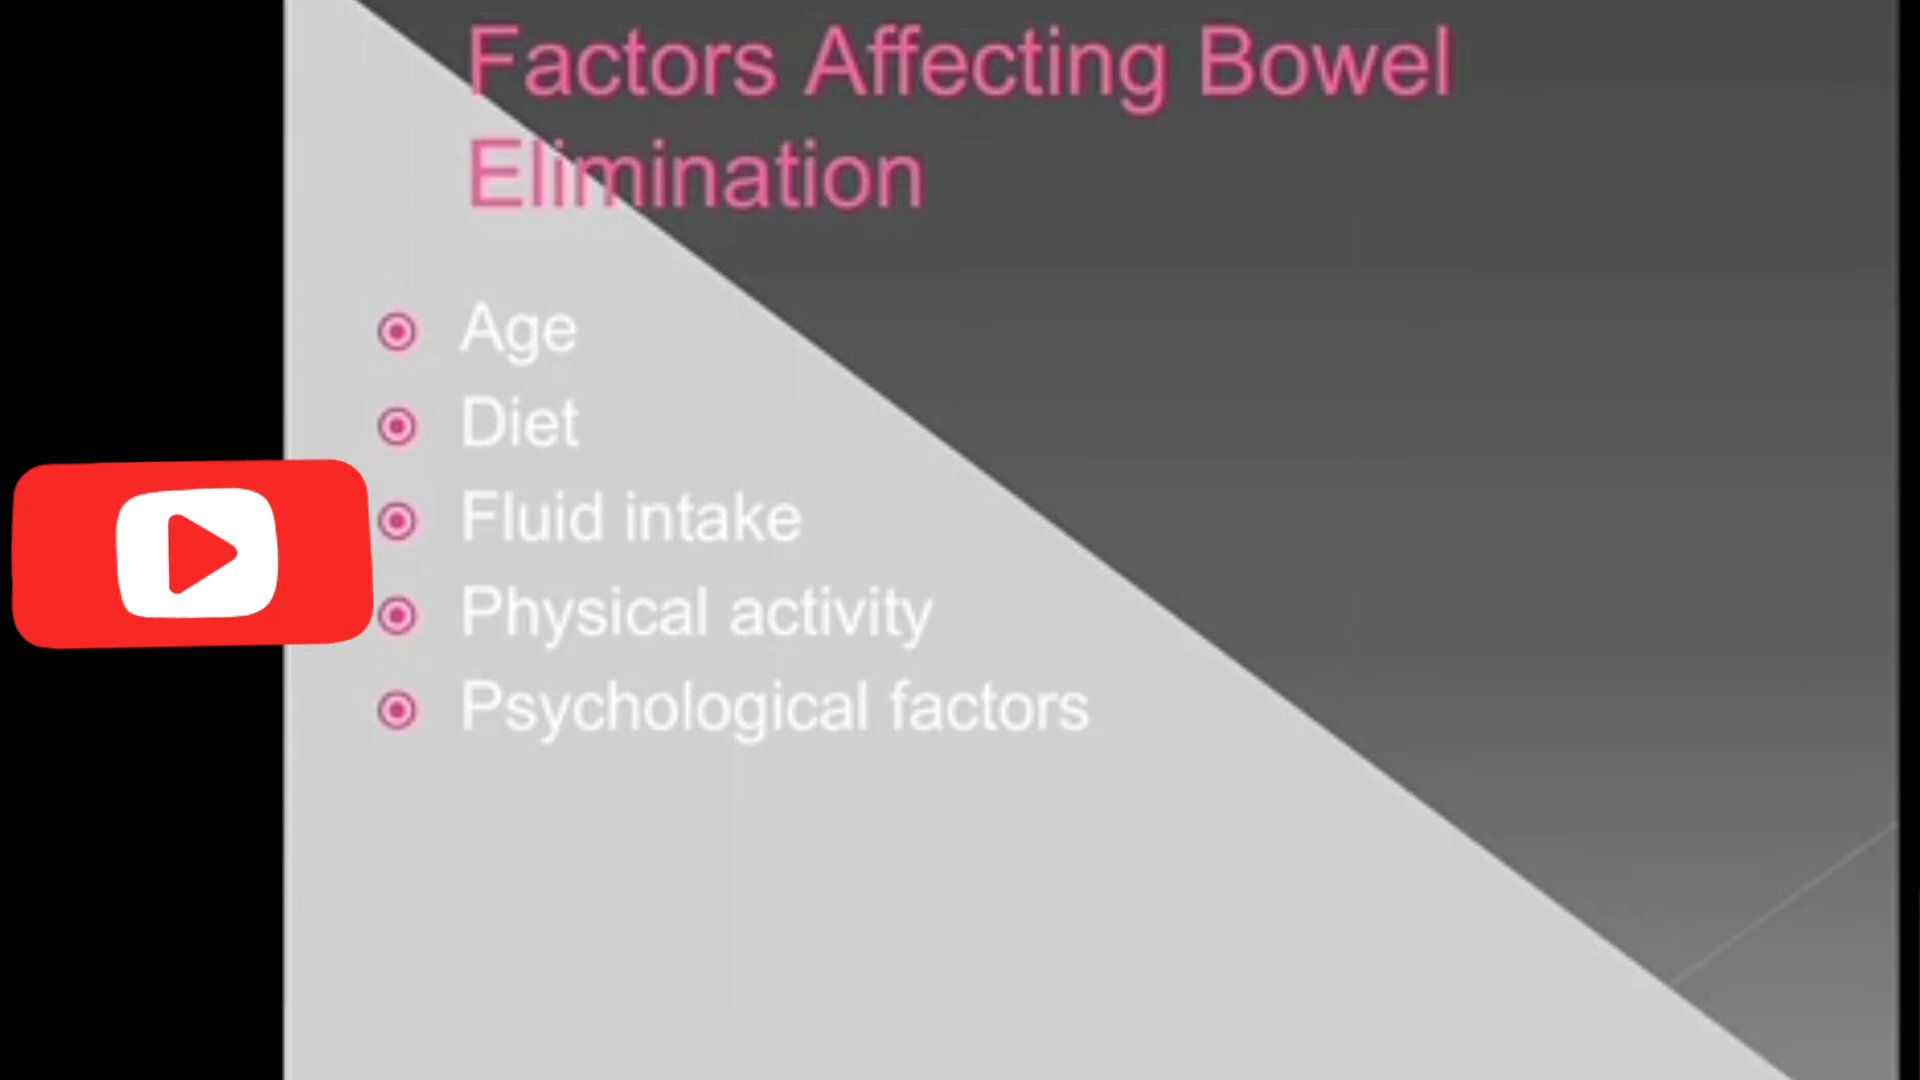 Factors Affecting Bowel
Elimination
Age
Diet
Fluid intake
Physical activity
Psychological factors